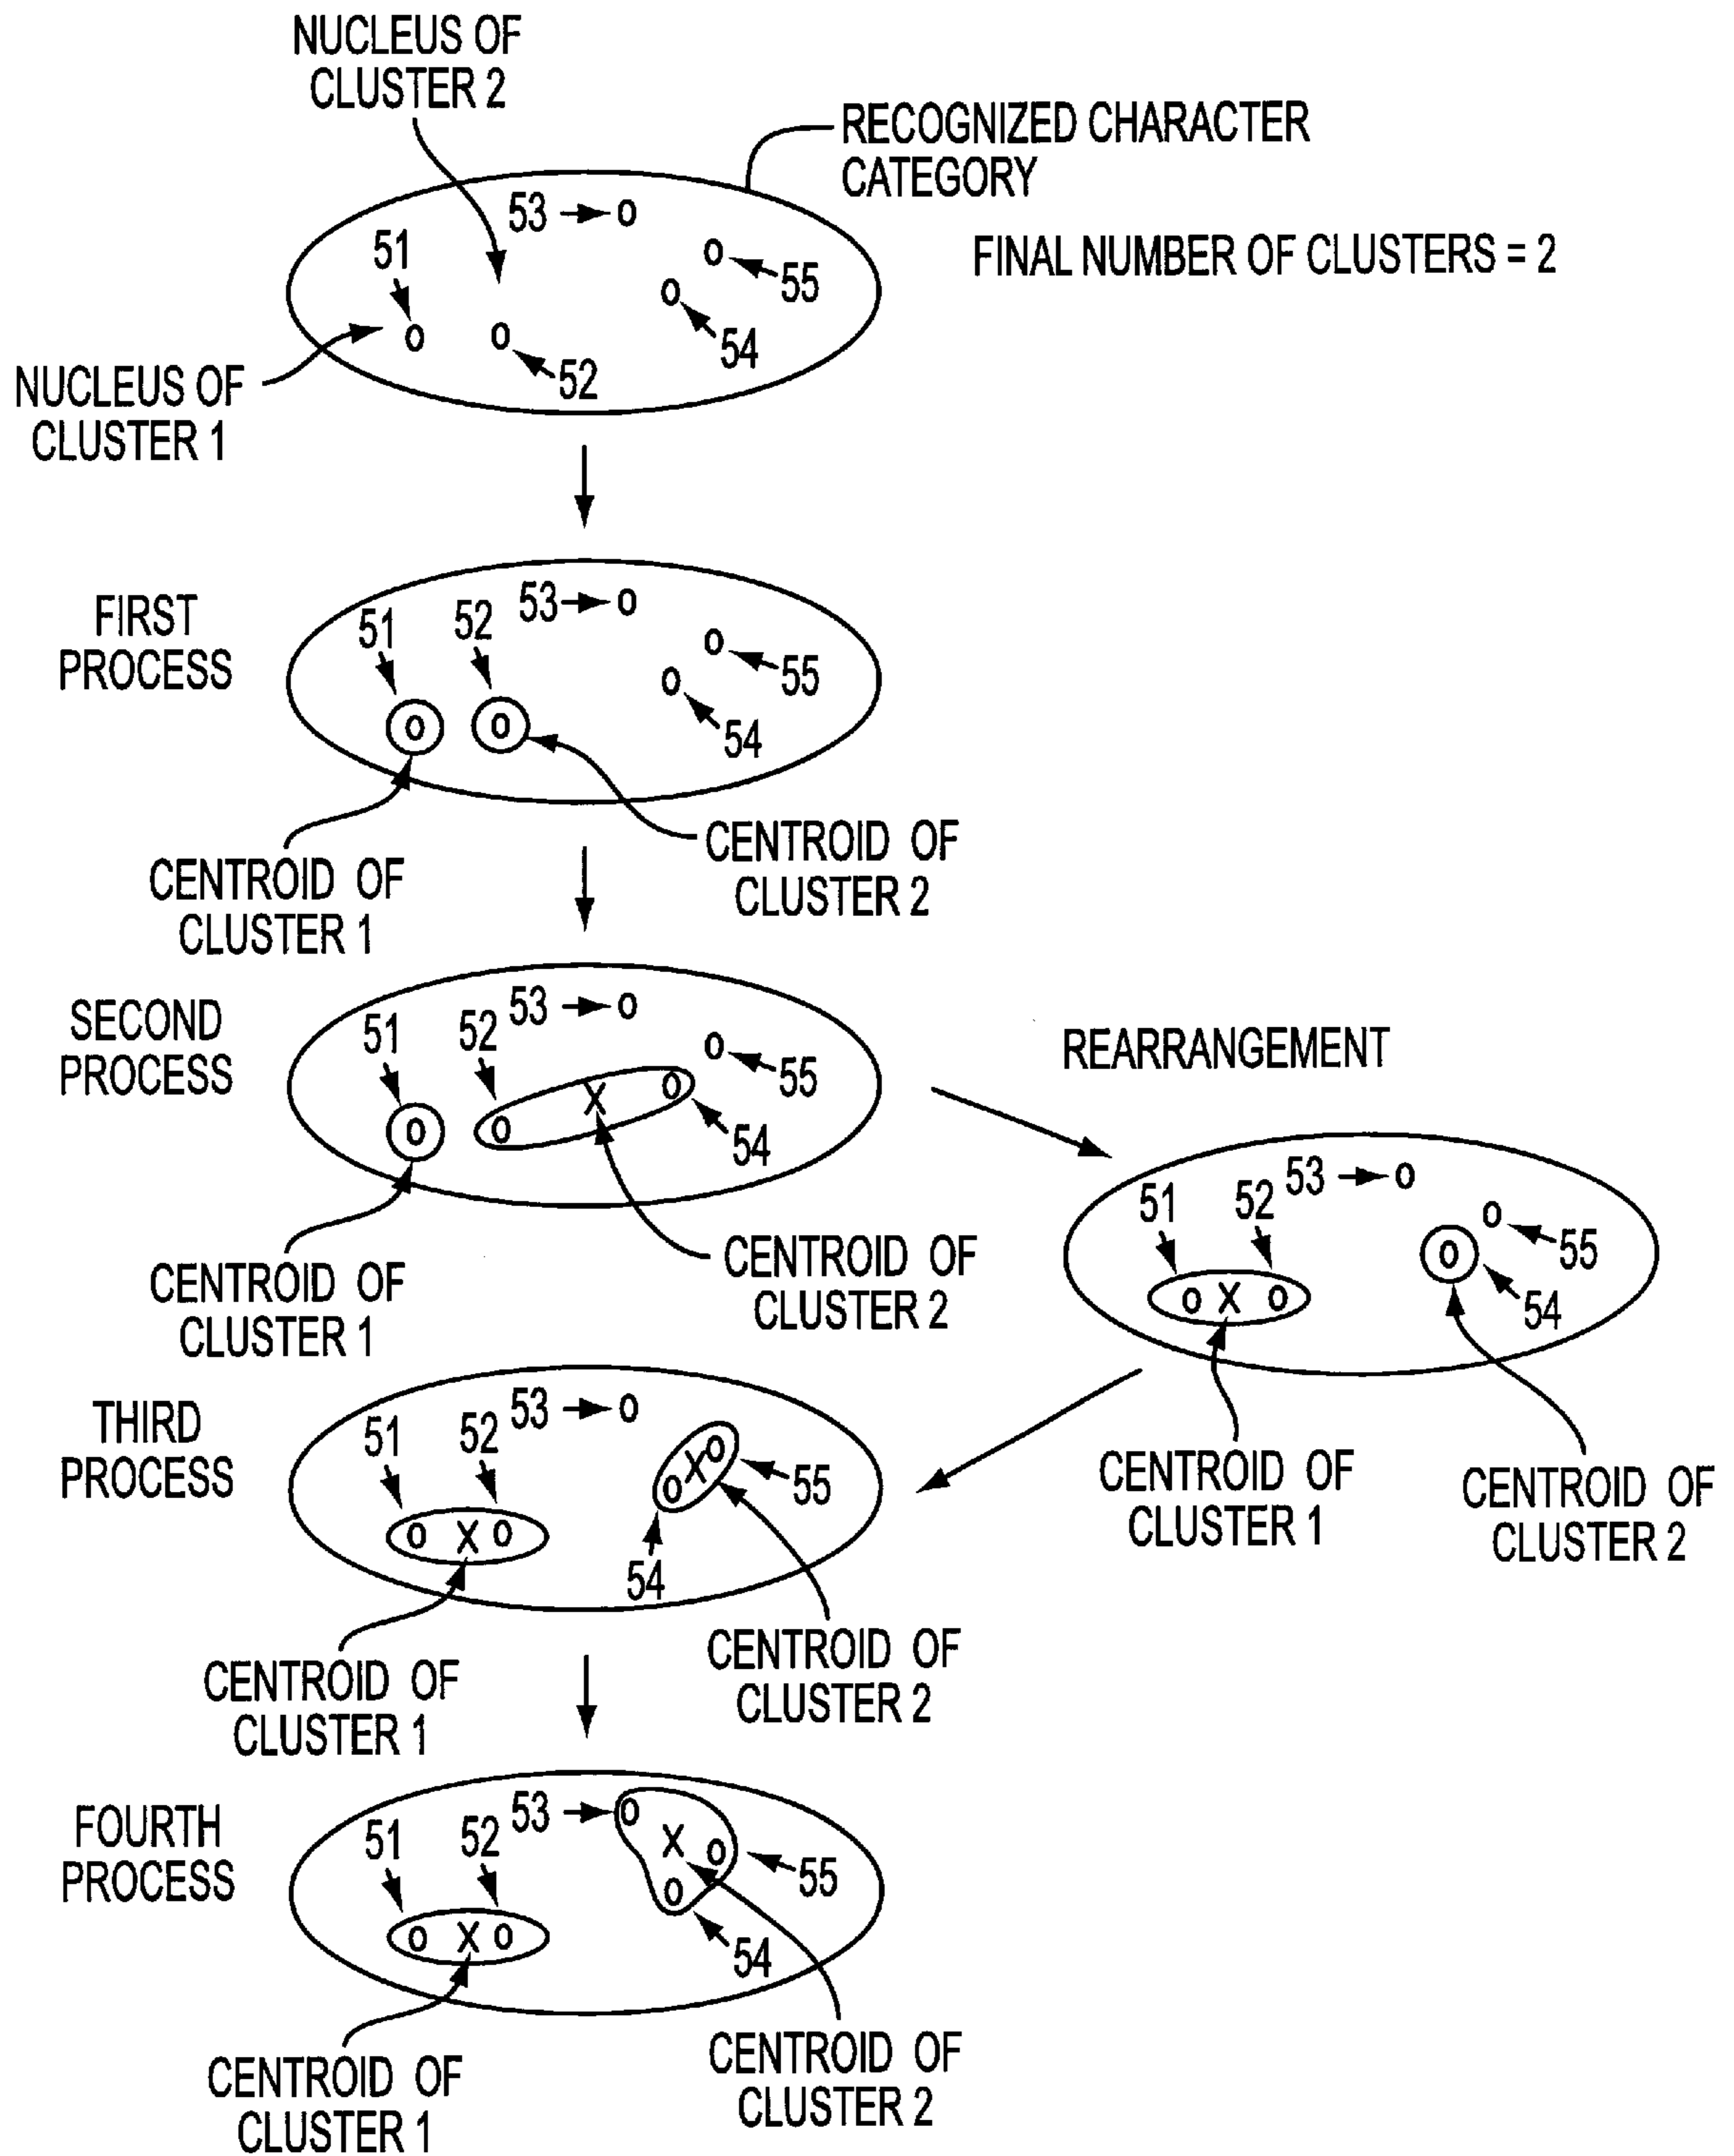 NUCLEUS OF
CLUSTER 2
RECOGNIZED CHARACTER
CATEGORY
FINAL NUMBER OF CLUSTERS = 2
53
51
55
54
52
NUCLEUS OF
CLUSTER 1
FIRST
PROCESS
53
51
52
55
54
CENTROID OF
CLUSTER 2
CENTROID OF
CLUSTER 1
SECOND
PROCESS
53
51
52
X
55
54
REARRANGEMENT
CENTROID OF
CLUSTER 2
CENTROID OF
CLUSTER 1
53
51
52
X
55
54
CENTROID OF
CLUSTER 1
CENTROID OF
CLUSTER 2
THIRD
PROCESS
53
51
52
X
X
55
54
CENTROID OF
CLUSTER 2
CENTROID OF
CLUSTER 1
FOURTH
PROCESS
53
51
52
X
X
55
54
CENTROID OF
CLUSTER 2
CENTROID OF
CLUSTER 1